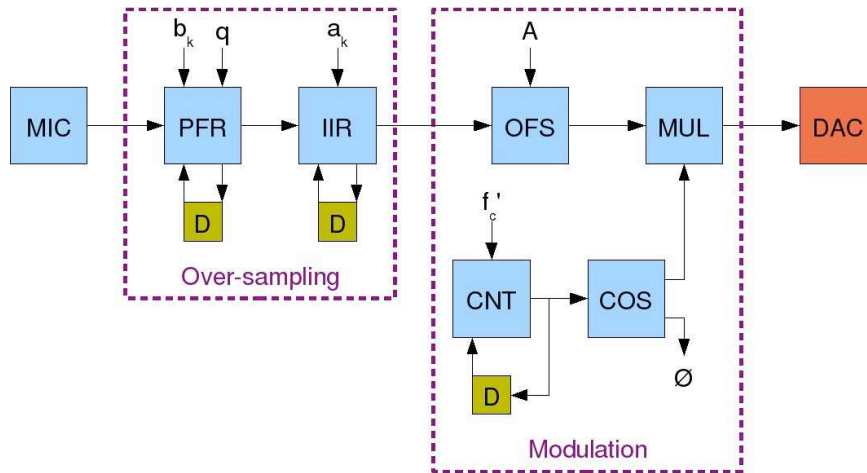 b_k q a_k A
MIC PFR IIR OFS MUL DAC
D D
f_c'
Over-sampling
CNT COS
D Ø
Modulation